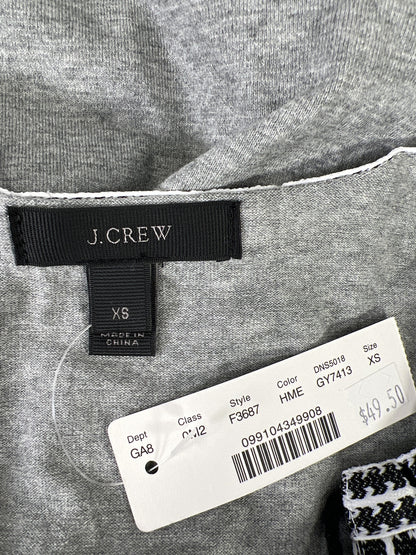 J.CREW
XS
MADE IN
CHINA
Dept Class Style Color DNS5018 Size
GA8 F3687 HME GY7413 XS
099104349908
$49.50